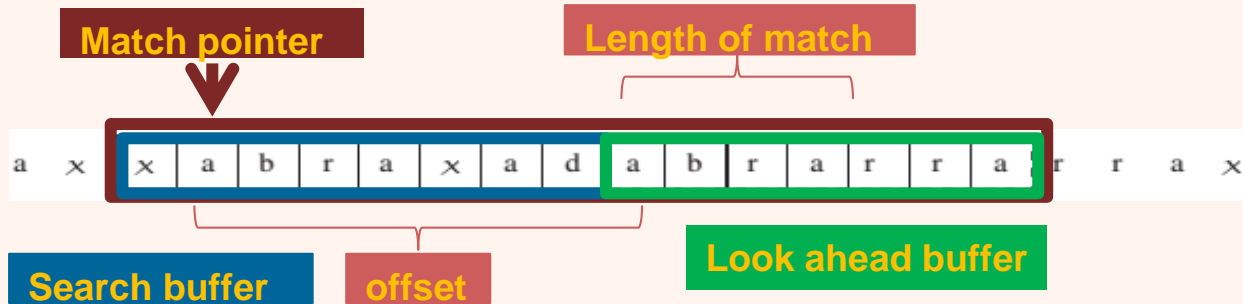 Match pointer
Length of match
a x x a b r a x a d a b r a r r a r r a x
Look ahead buffer
Search buffer
offset